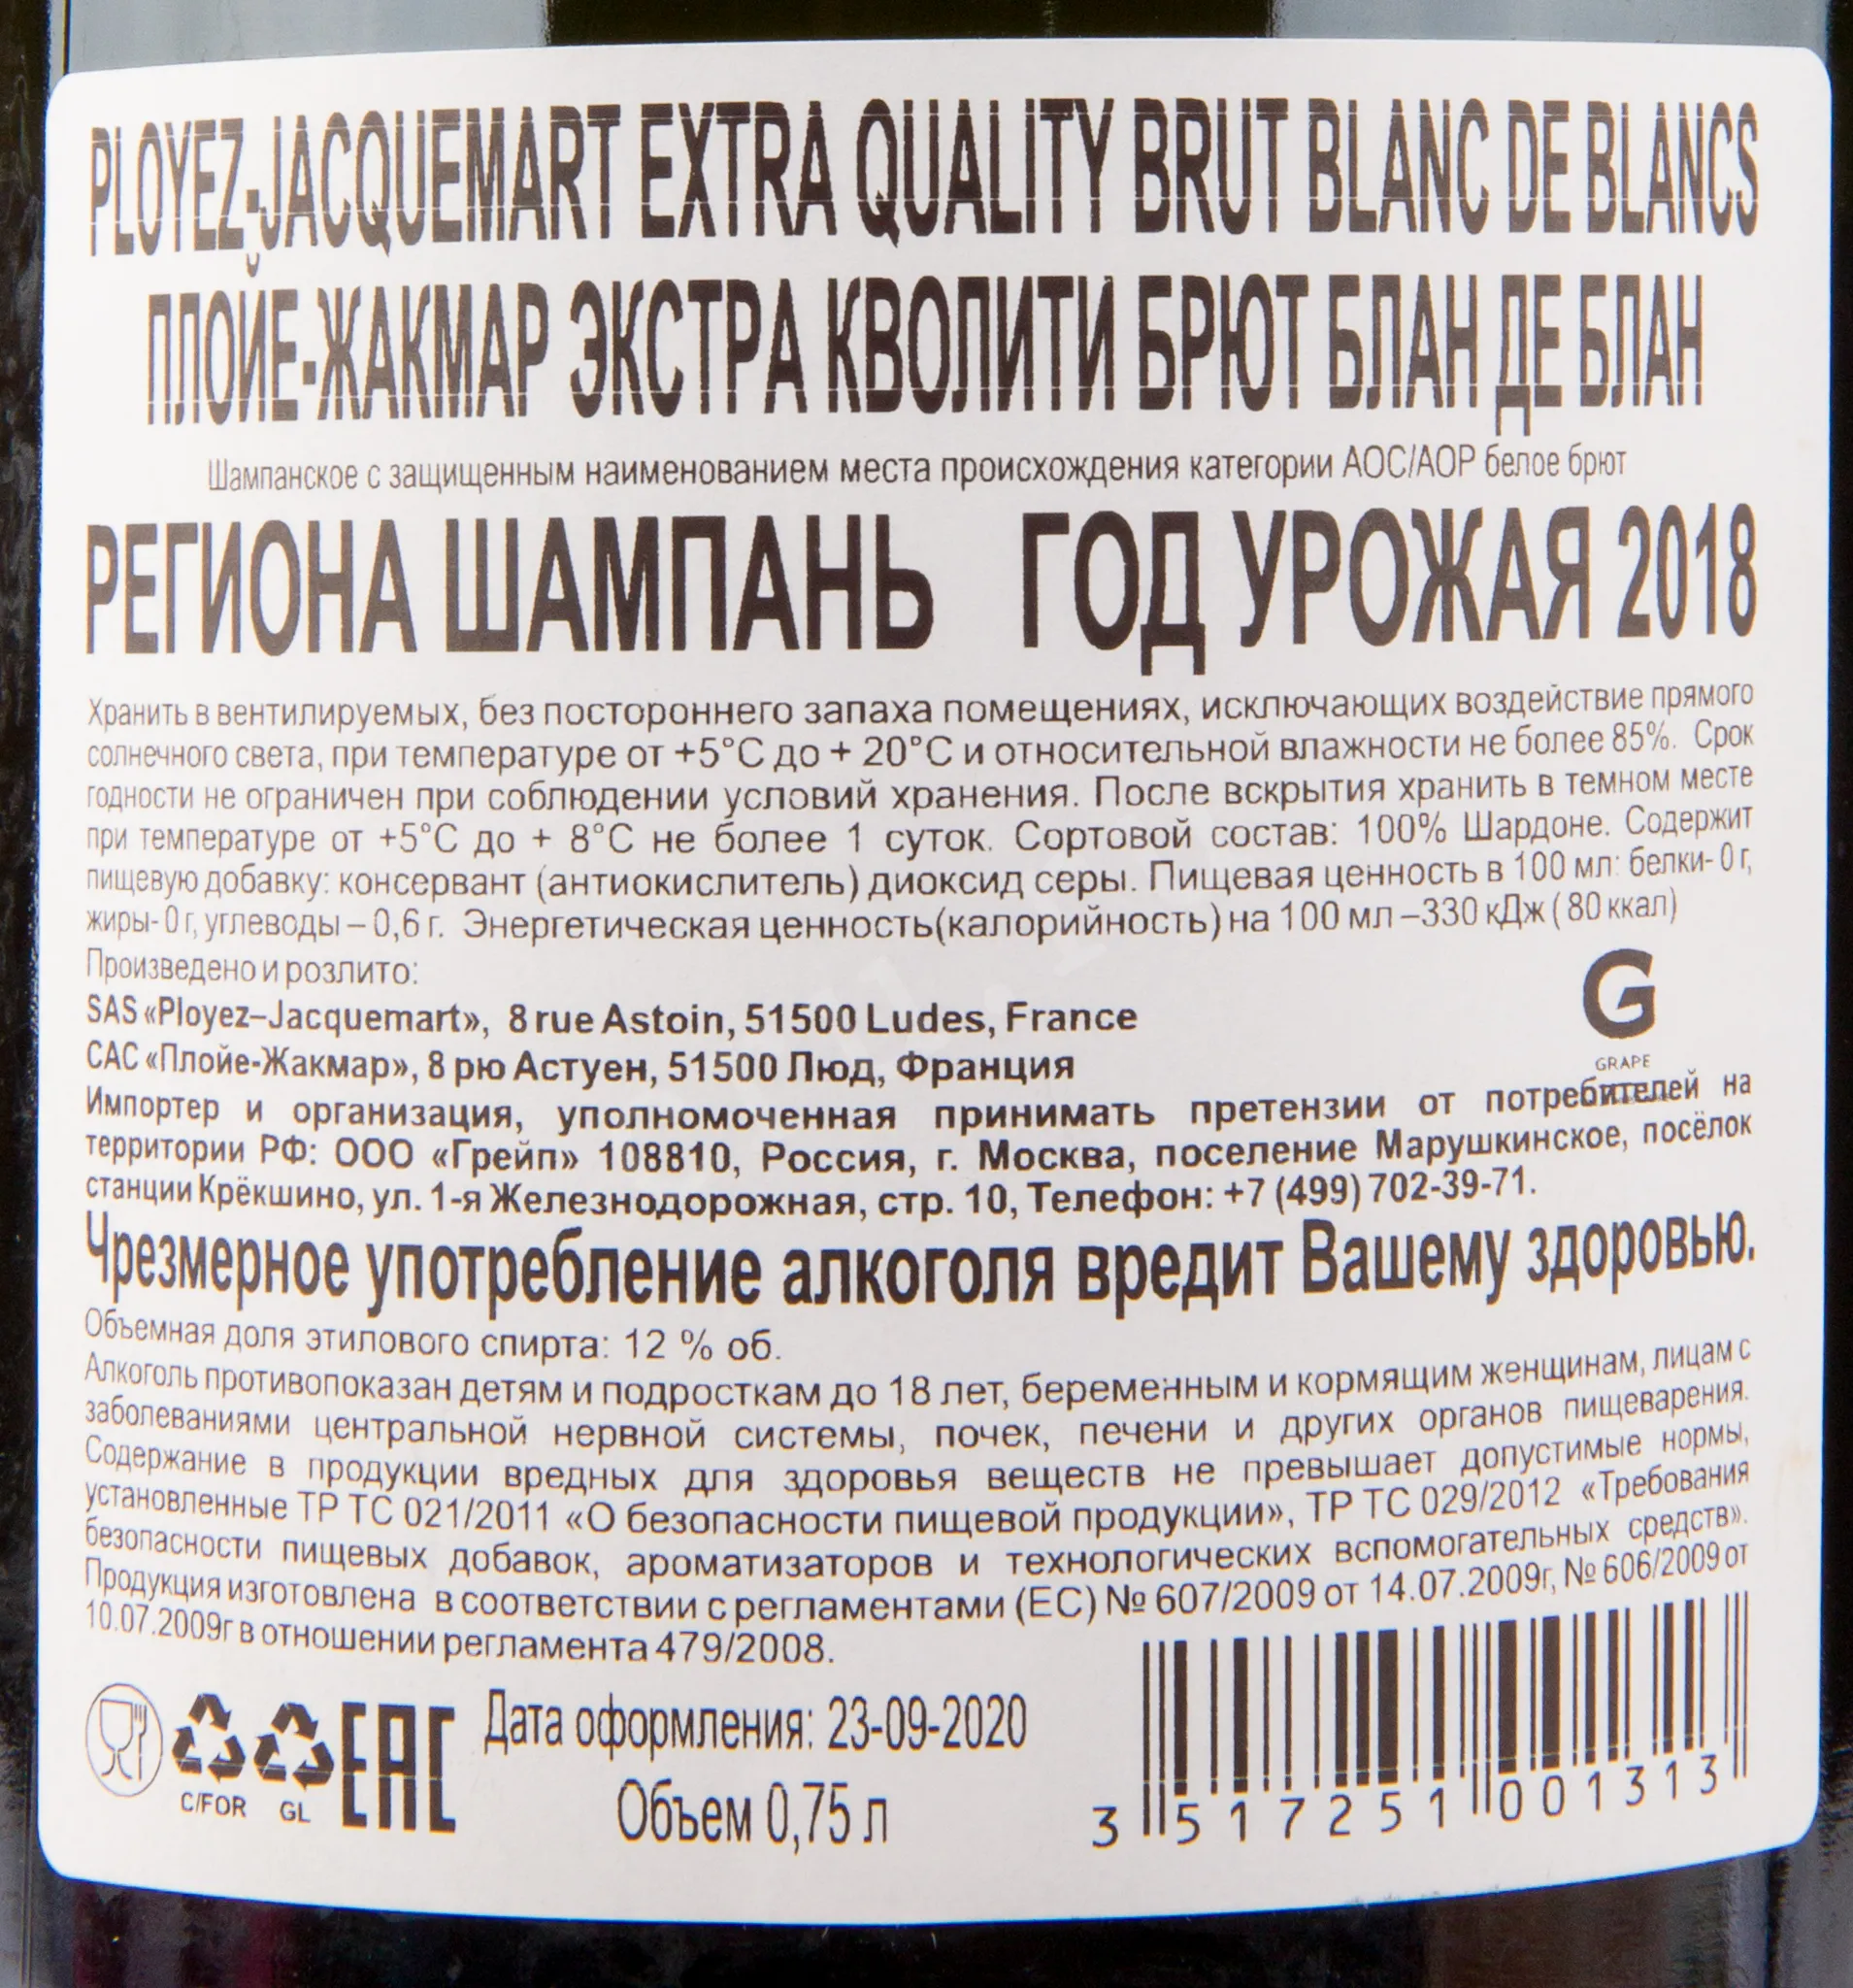 PLOYEZ-JACQUEMART EXTRA QUALITY BRUT BLANC DE BLANCS
ПЛОЙЕ-ЖАКМАР ЭКСТРА КВОЛИТИ БРЮТ БЛАН ДЕ БЛАН
Шампанское с защищенным наименованием места происхождения категории АОС/АОР белое брют
РЕГИОНА ШАМПАНЬ ГОД УРОЖАЯ 2018
Хранить в вентилируемых, без постороннего запаха помещениях, исключающих воздействие прямого
солнечного света, при температуре от +5°C до + 20°C и относительной влажности не более 85%. Срок
годности не ограничен при соблюдении условий хранения. После вскрытия хранить в темном месте
при температуре от +5°C до + 8°C не более 1 суток. Сортовой состав: 100% Шардоне. Содержит
пищевую добавку: консервант (антиокислитель) диоксид серы. Пищевая ценность в 100 мл: белки- 0 г,
жиры- 0 г, углеводы – 0,6 г. Энергетическая ценность(калорийность) на 100 мл –330 кДж ( 80 ккал)
Произведено и розлито:
SAS «Ployez–Jacquemart», 8 rue Astoin, 51500 Ludes, France
САС «Плойе-Жакмар», 8 рю Астуен, 51500 Люд, Франция
G
GRAPE
Импортер и организация, уполномоченная принимать претензии от потребителей на
территории РФ: ООО «Грейп» 108810, Россия, г. Москва, поселение Марушкинское, посёлок
станции Крёкшино, ул. 1-я Железнодорожная, стр. 10, Телефон: +7 (499) 702-39-71.
Чрезмерное употребление алкоголя вредит Вашему здоровью.
Объемная доля этилового спирта: 12 % об.
Алкоголь противопоказан детям и подросткам до 18 лет, беременным и кормящим женщинам, лицам с
заболеваниями центральной нервной системы, почек, печени и других органов пищеварения.
Содержание в продукции вредных для здоровья веществ не превышает допустимые нормы,
установленные ТР ТС 021/2011 «О безопасности пищевой продукции», ТР ТС 029/2012 «Требования
безопасности пищевых добавок, ароматизаторов и технологических вспомогательных средств».
Продукция изготовлена в соответствии с регламентами (ЕС) № 607/2009 от 14.07.2009г, № 606/2009 от
10.07.2009г в отношении регламента 479/2008.
C/FOR GL
EAC
Дата оформления: 23-09-2020
Объем 0,75 л
3 517251 001313